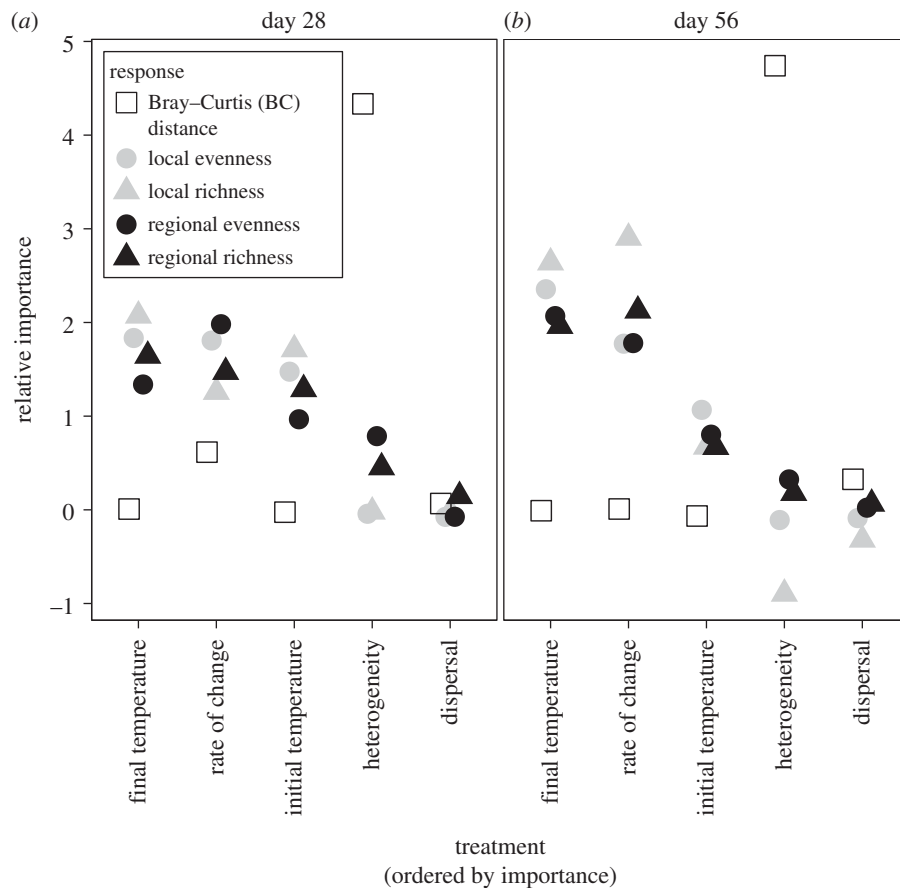 (a) day 28 (b) day 56
5
4
3
2
1
0
–1
relative importance
response
Bray–Curtis (BC)
distance
local evenness
local richness
regional evenness
regional richness
final temperature
rate of change
initial temperature
heterogeneity
dispersal
final temperature
rate of change
initial temperature
heterogeneity
dispersal
treatment
(ordered by importance)